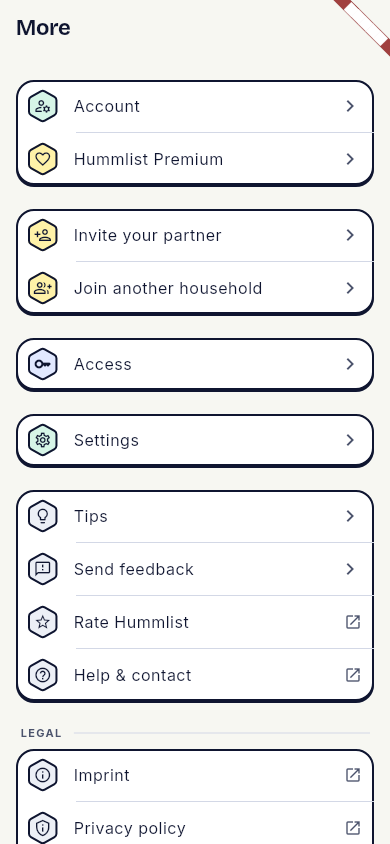 More
Account
Hummlist Premium
Invite your partner
Join another household
Access
Settings
Tips
Send feedback
Rate Hummlist
Help & contact
LEGAL
Imprint
Privacy policy